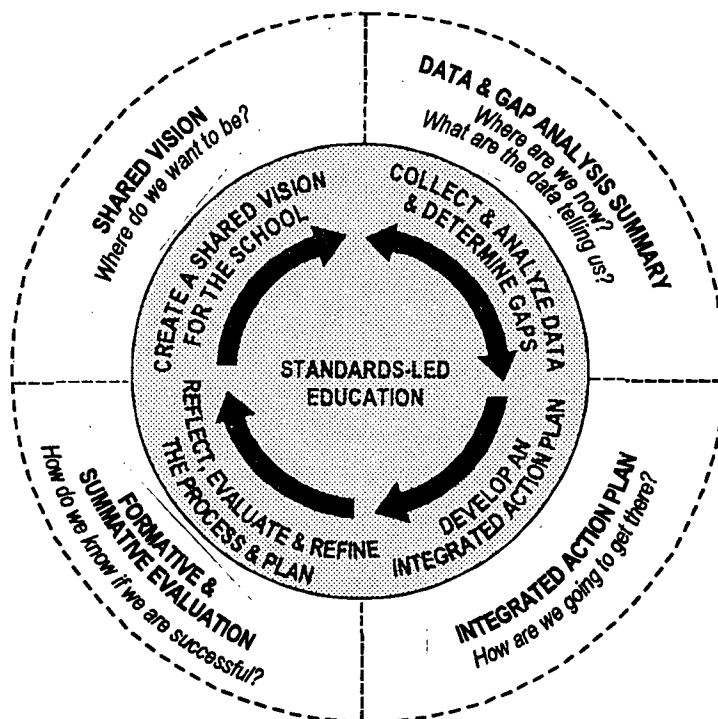 SHARED VISION
Where do we want to be?
DATA & GAP ANALYSIS SUMMARY
Where are we now?
What are the data telling us?
CREATE A SHARED VISION
FOR THE SCHOOL
COLLECT & ANALYZE DATA
& DETERMINE GAPS
STANDARDS-LED
EDUCATION
REFLECT, EVALUATE & REFINE
THE PROCESS & PLAN
DEVELOP AN
INTEGRATED ACTION PLAN
FORMATIVE &
SUMMATIVE EVALUATION
How do we know if we are successful?
INTEGRATED ACTION PLAN
How are we going to get there?